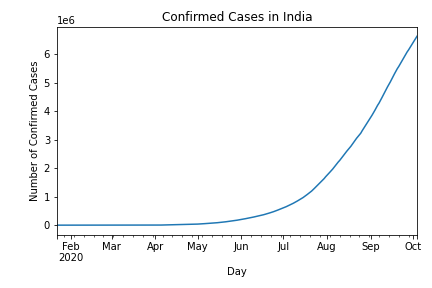 Confirmed Cases in India
1e6
6
5
4
3
2
1
0
Number of Confirmed Cases
Feb Mar Apr May Jun Jul Aug Sep Oct
2020
Day